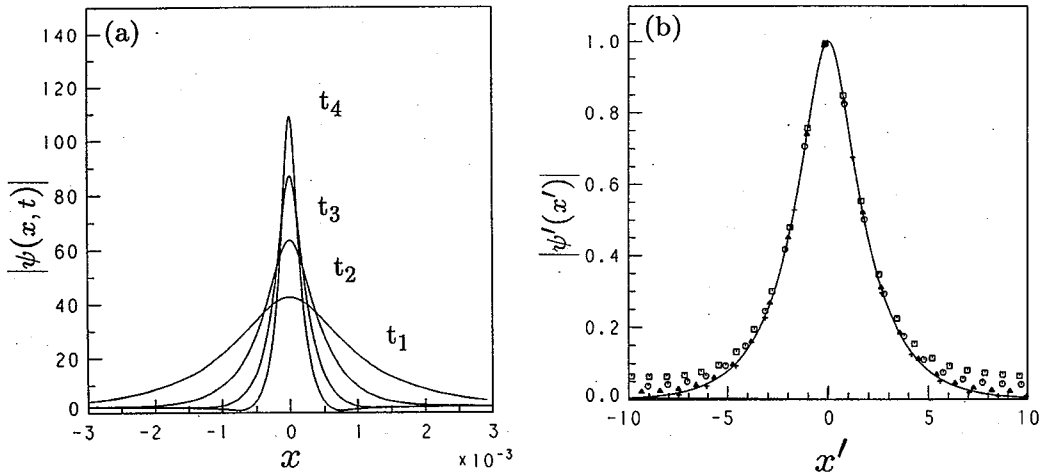 (a)
140
120
100
80
60
40
20
0
|ψ(x,t)|
t₄
t₃
t₂
t₁
-3 -2 -1 0 1 2 3
x
×10⁻³
(b)
1.0
0.8
0.6
0.4
0.2
0.0
|ψ'(x')|
-10 -5 0 5 10
x'